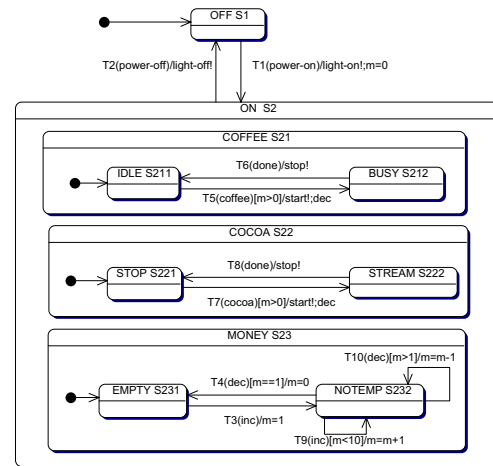 OFF S1
T2(power-off)/light-off!
T1(power-on)/light-on!;m=0
ON S2
COFFEE S21
IDLE S211
T6(done)/stop!
BUSY S212
T5(coffee)[m>0]/start!;dec
COCOA S22
STOP S221
T8(done)/stop!
STREAM S222
T7(cocoa)[m>0]/start!;dec
MONEY S23
T10(dec)[m>1]/m=m-1
EMPTY S231
T4(dec)[m==1]/m=0
NOTEMP S232
T3(inc)/m=1
T9(inc)[m<10]/m=m+1